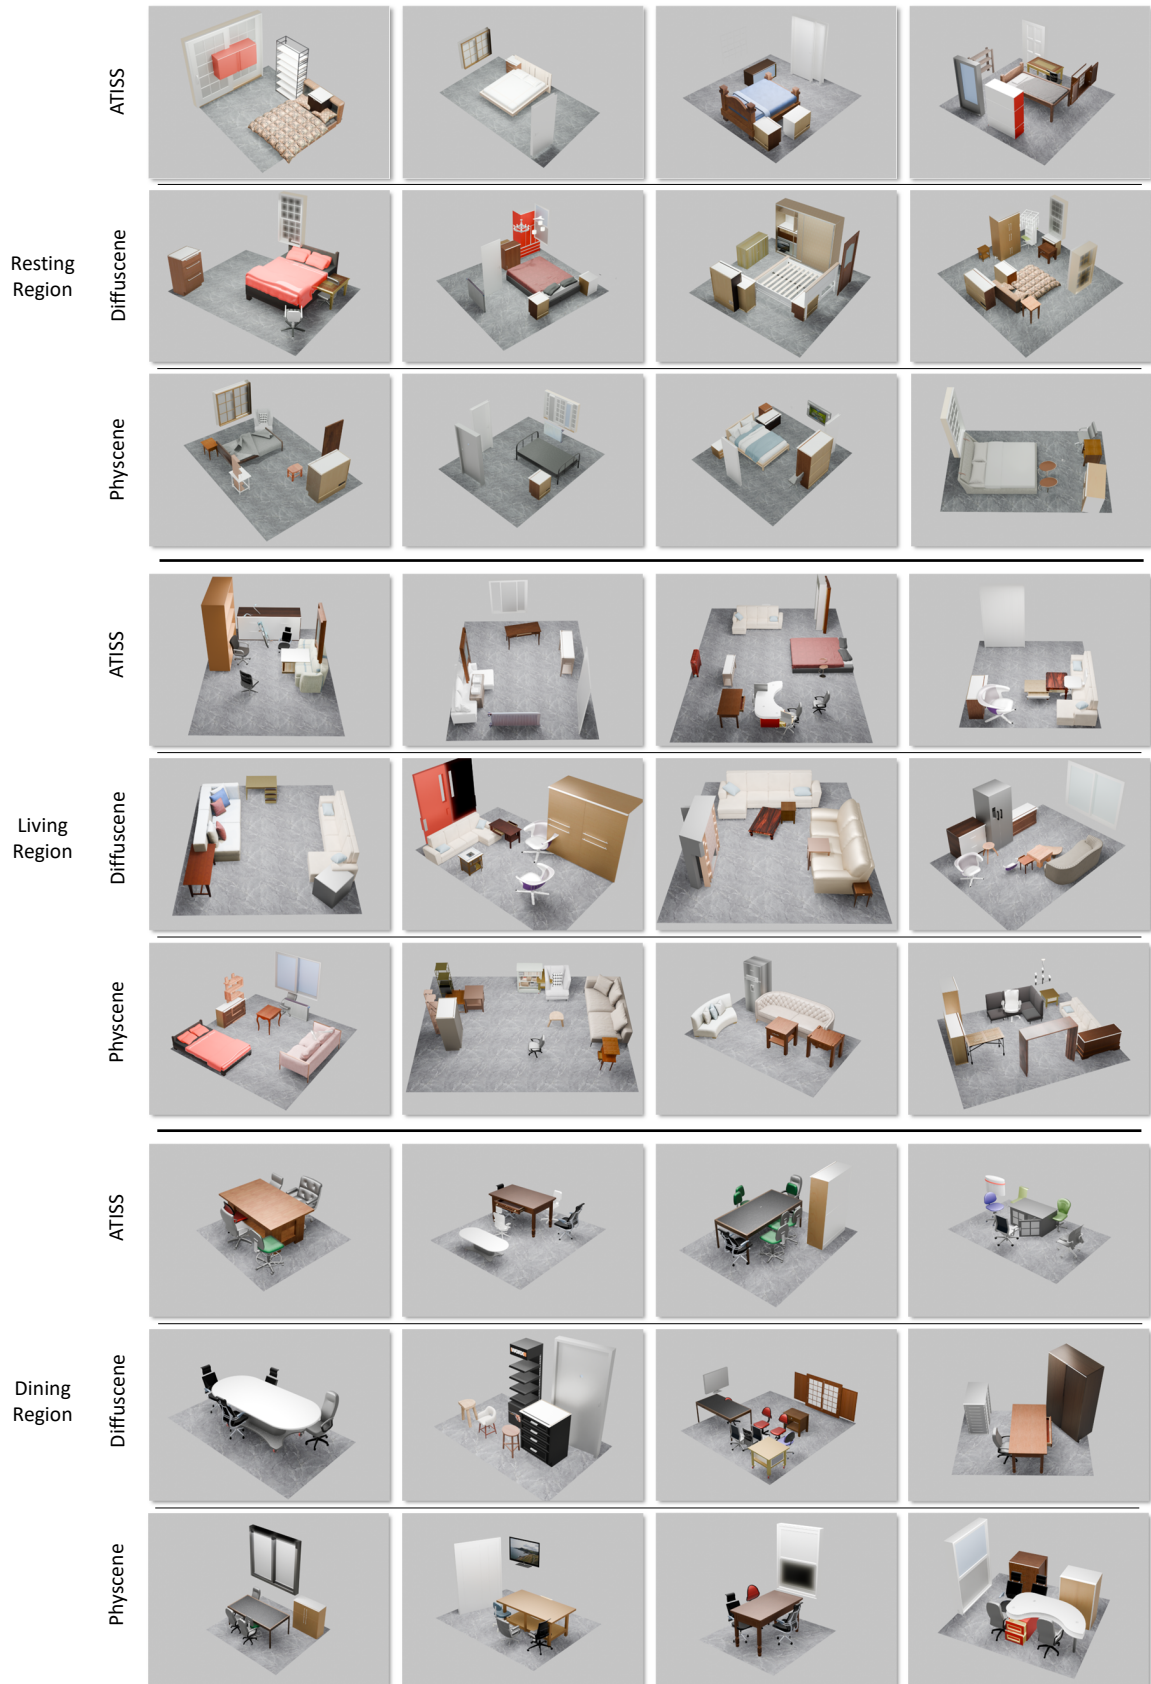 ATISS
Resting
Region
Diffuscene
Physcene
ATISS
Living
Region
Diffuscene
Physcene
ATISS
Dining
Region
Diffuscene
Physcene